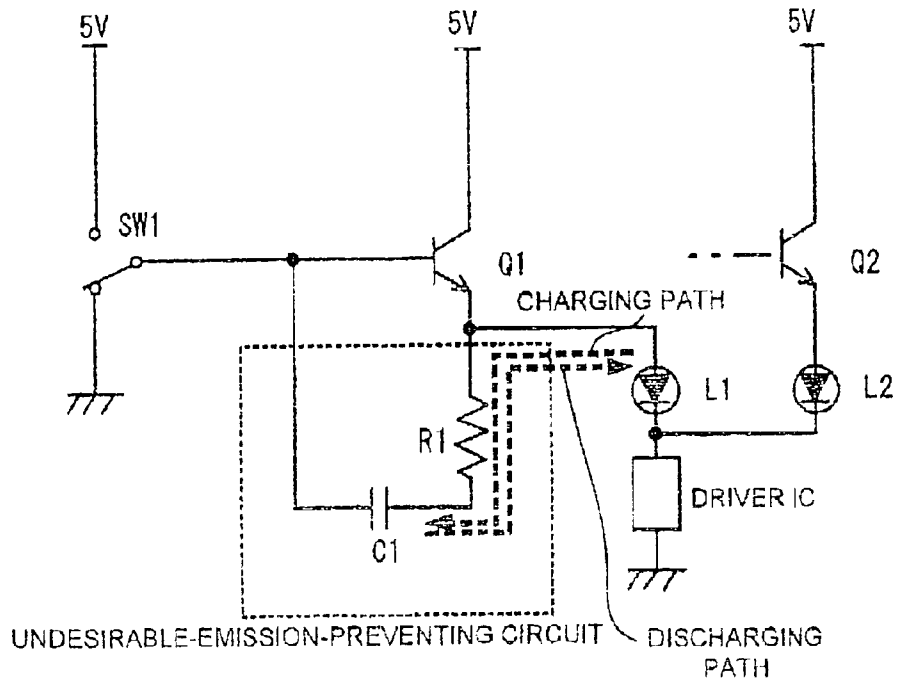 5V
5V
5V
SW1
Q1
Q2
CHARGING PATH
L1
L2
R1
DRIVER IC
C1
UNDESIRABLE-EMISSION-PREVENTING CIRCUIT
DISCHARGING
PATH